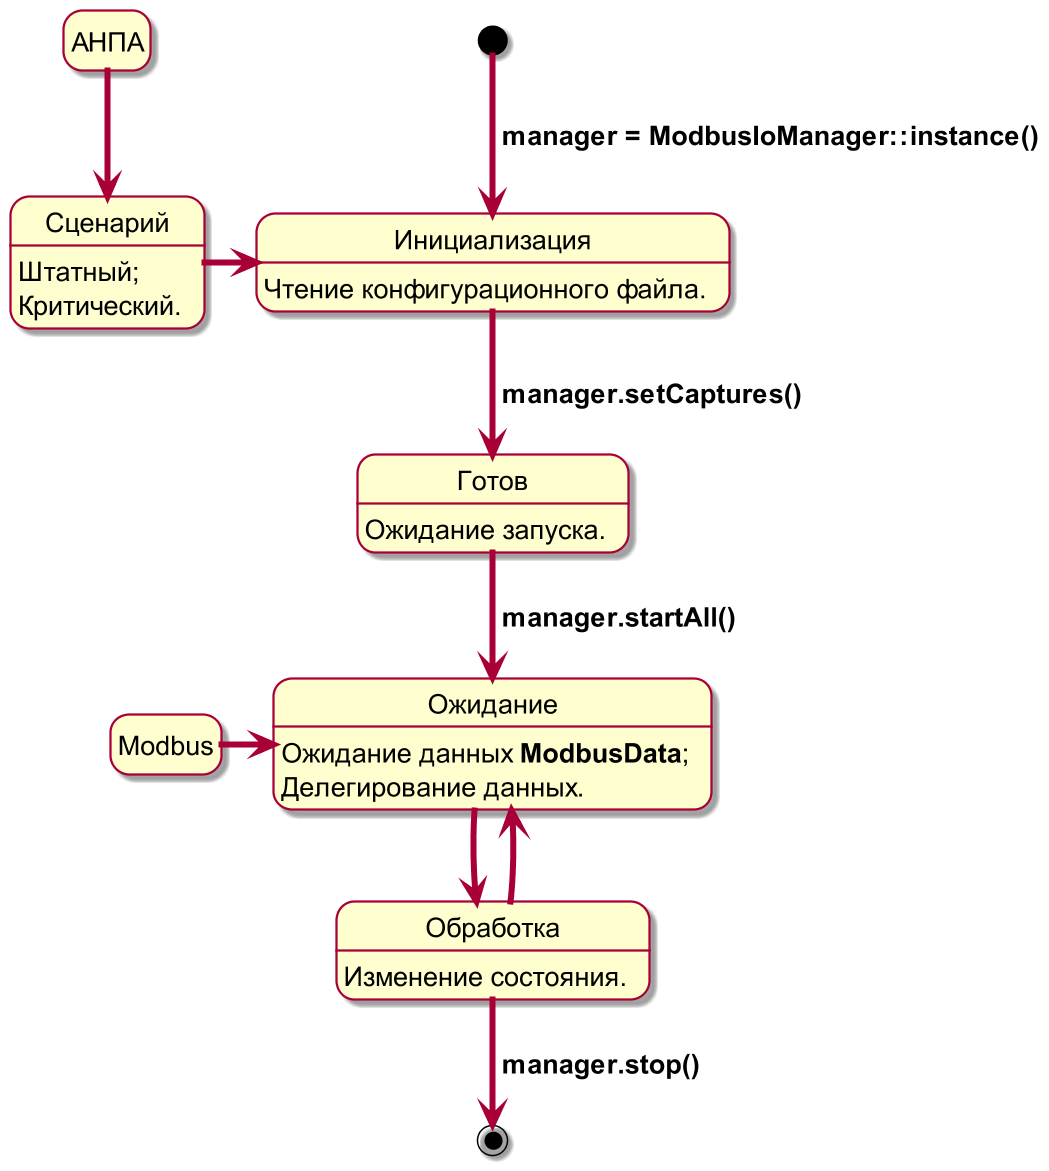 АНПА
manager = ModbusIoManager::instance()
Сценарий
Штатный;
Критический.
Инициализация
Чтение конфигурационного файла.
manager.setCaptures()
Готов
Ожидание запуска.
manager.startAll()
Modbus
Ожидание
Ожидание данных ModbusData;
Делегирование данных.
Обработка
Изменение состояния.
manager.stop()